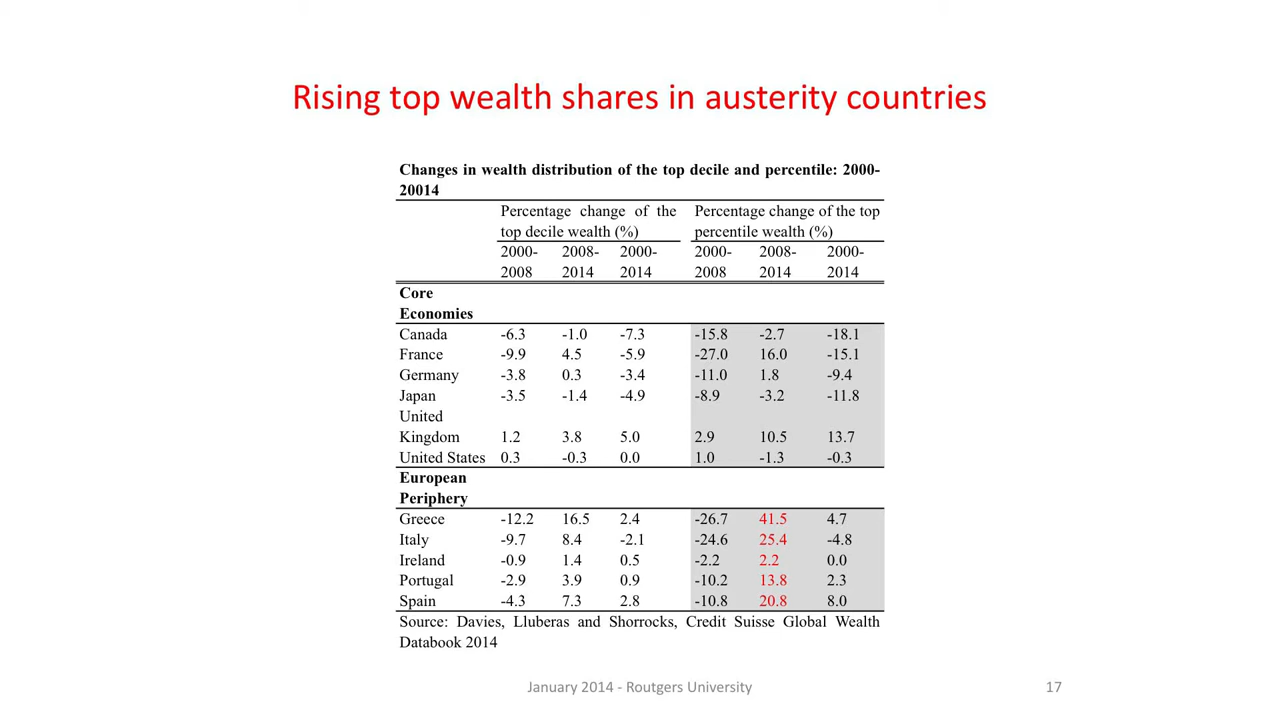 Rising top wealth shares in austerity countries
Changes in wealth distribution of the top decile and percentile: 2000-
20014
Percentage change of the Percentage change of the top
top decile wealth (%) percentile wealth (%)
2000- 2008- 2000- 2000- 2008- 2000-
2008 2014 2014 2008 2014 2014
Core
Economies
Canada -6.3 -1.0 -7.3 -15.8 -2.7 -18.1
France -9.9 4.5 -5.9 -27.0 16.0 -15.1
Germany -3.8 0.3 -3.4 -11.0 1.8 -9.4
Japan -3.5 -1.4 -4.9 -8.9 -3.2 -11.8
United
Kingdom 1.2 3.8 5.0 2.9 10.5 13.7
United States 0.3 -0.3 0.0 1.0 -1.3 -0.3
European
Periphery
Greece -12.2 16.5 2.4 -26.7 41.5 4.7
Italy -9.7 8.4 -2.1 -24.6 25.4 -4.8
Ireland -0.9 1.4 0.5 -2.2 2.2 0.0
Portugal -2.9 3.9 0.9 -10.2 13.8 2.3
Spain -4.3 7.3 2.8 -10.8 20.8 8.0
Source: Davies, Lluberas and Shorrocks, Credit Suisse Global Wealth
Databook 2014
January 2014 - Routgers University 17